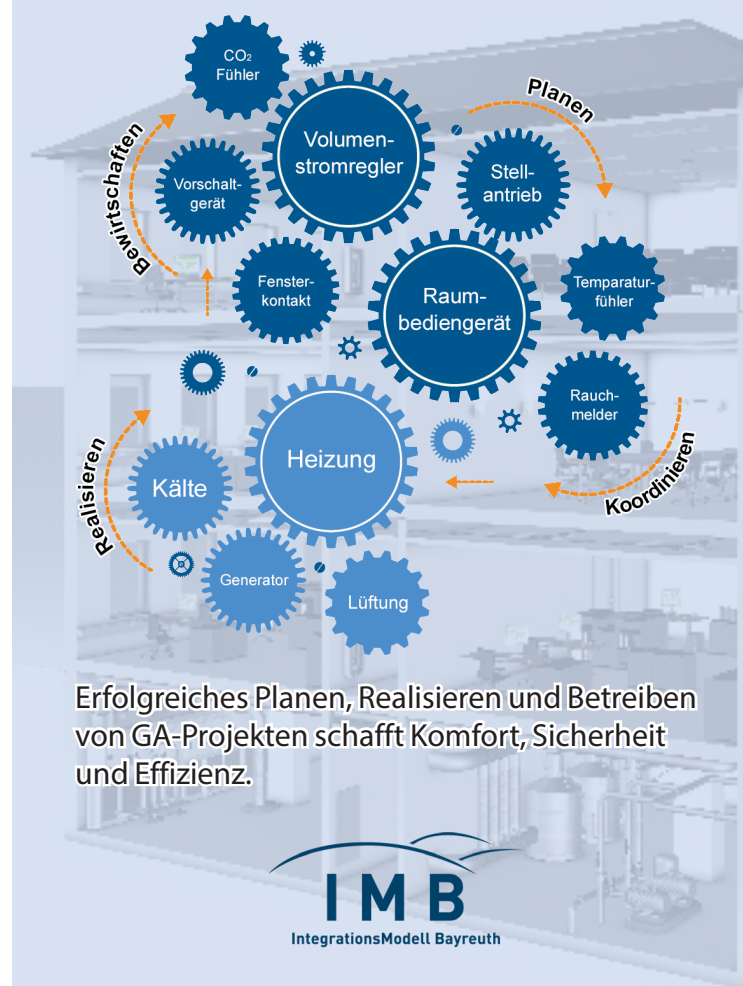 CO₂
Fühler
Planen
Volumen-
stromregler
Bewirtschaften
Vorschalt-
gerät
Stell-
antrieb
Fenster-
kontakt
Raum-
bediengerät
Temperatur-
fühler
Rauch-
melder
Heizung
Realisieren
Kälte
Koordinieren
Generator
Lüftung
Erfolgreiches Planen, Realisieren und Betreiben
von GA-Projekten schafft Komfort, Sicherheit
und Effizienz.
IMB
IntegrationsModell Bayreuth